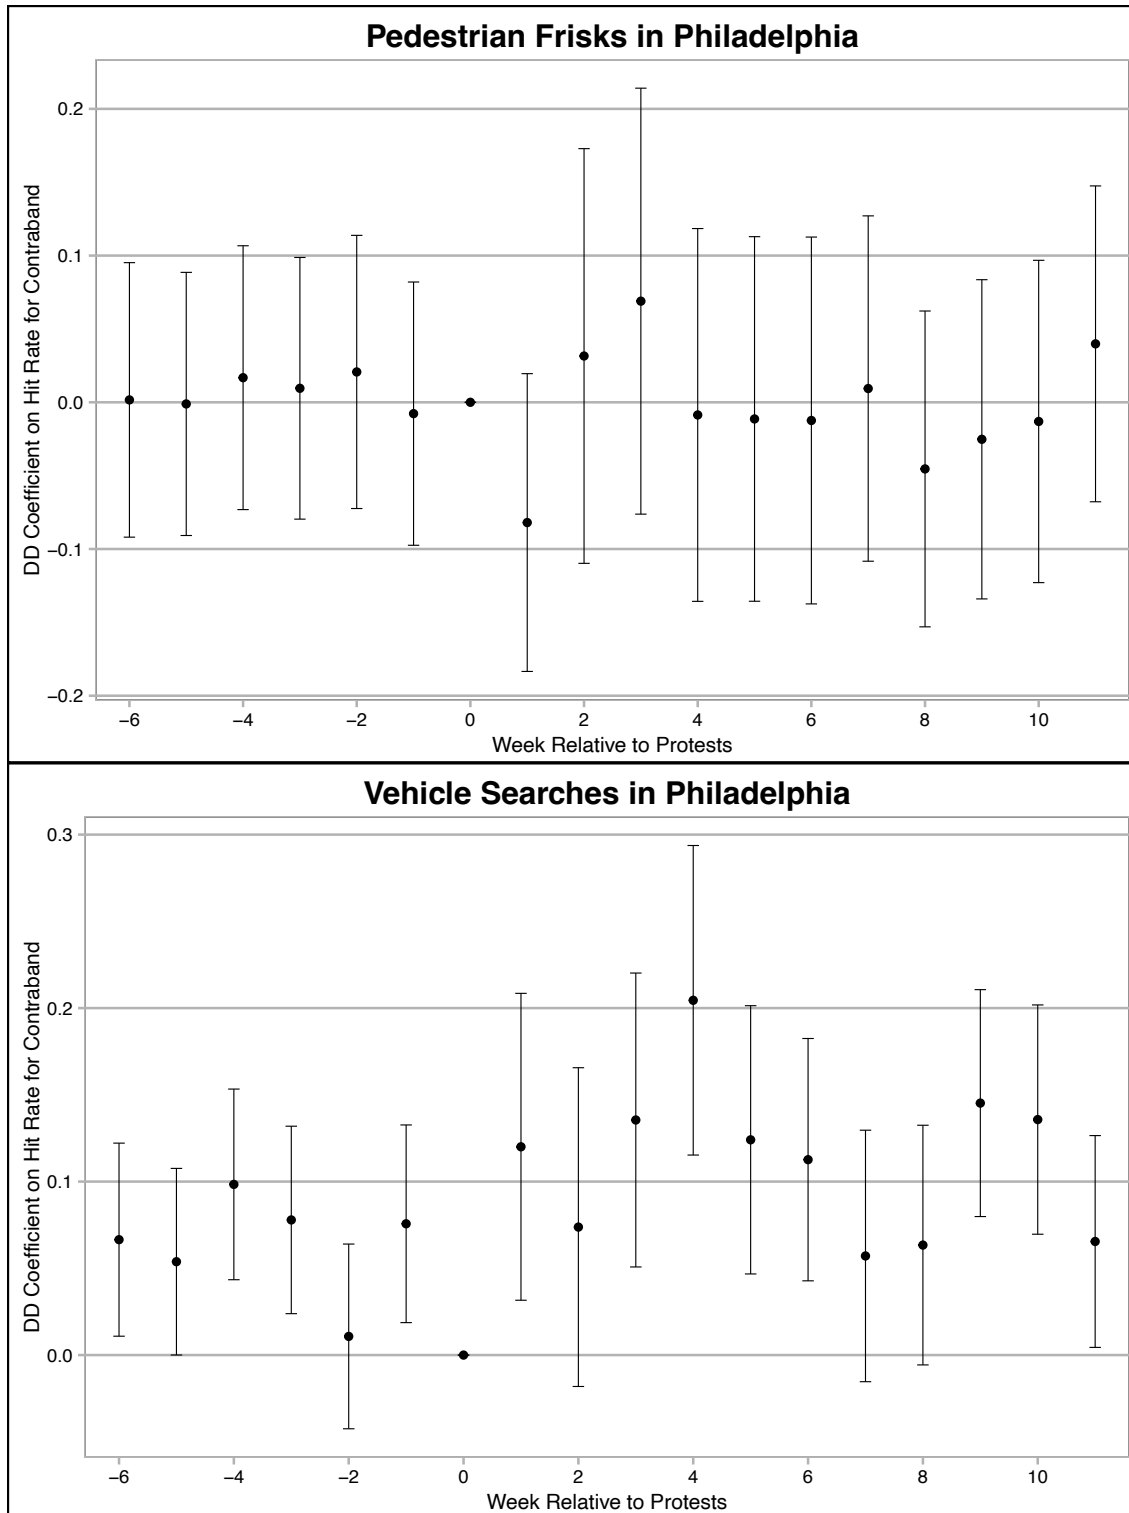 Pedestrian Frisks in Philadelphia
DD Coefficient on Hit Rate for Contraband
0.2
0.1
0.0
−0.1
−0.2
−6 −4 −2 0 2 4 6 8 10
Week Relative to Protests
Vehicle Searches in Philadelphia
DD Coefficient on Hit Rate for Contraband
0.3
0.2
0.1
0.0
−6 −4 −2 0 2 4 6 8 10
Week Relative to Protests